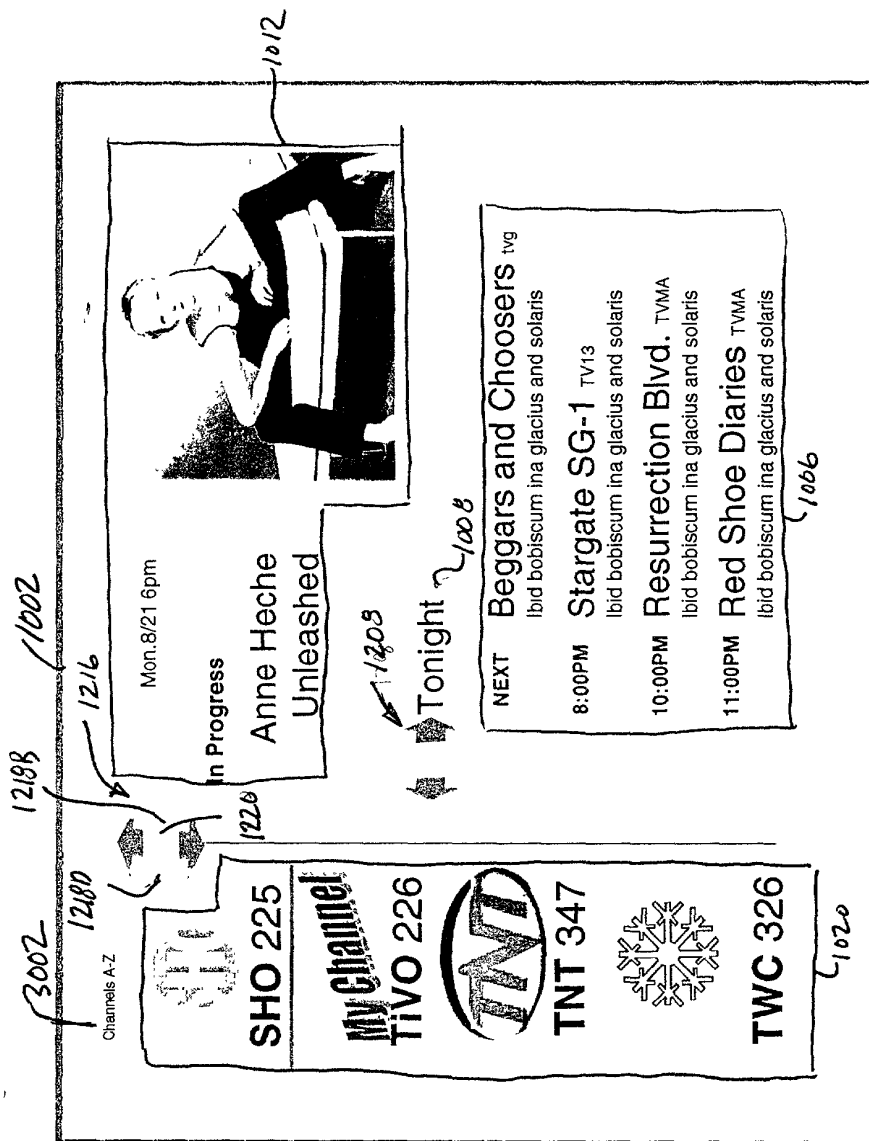 3002
1218D
1218B
1216
1002
Channels A-Z
1220
Mon.8/21 6pm
In Progress
Anne Heche
Unleashed
1012
SHO
SHO 225
My Channel
TiVO 226
TNT
TNT 347
TWC 326
1020
1208
Tonight
1008
NEXT Beggars and Choosers tvg
Ibid bobiscum ina glacius and solaris
8:00PM Stargate SG-1 TV13
Ibid bobiscum ina glacius and solaris
10:00PM Resurrection Blvd. TVMA
Ibid bobiscum ina glacius and solaris
11:00PM Red Shoe Diaries TVMA
Ibid bobiscum ina glacius and solaris
1006